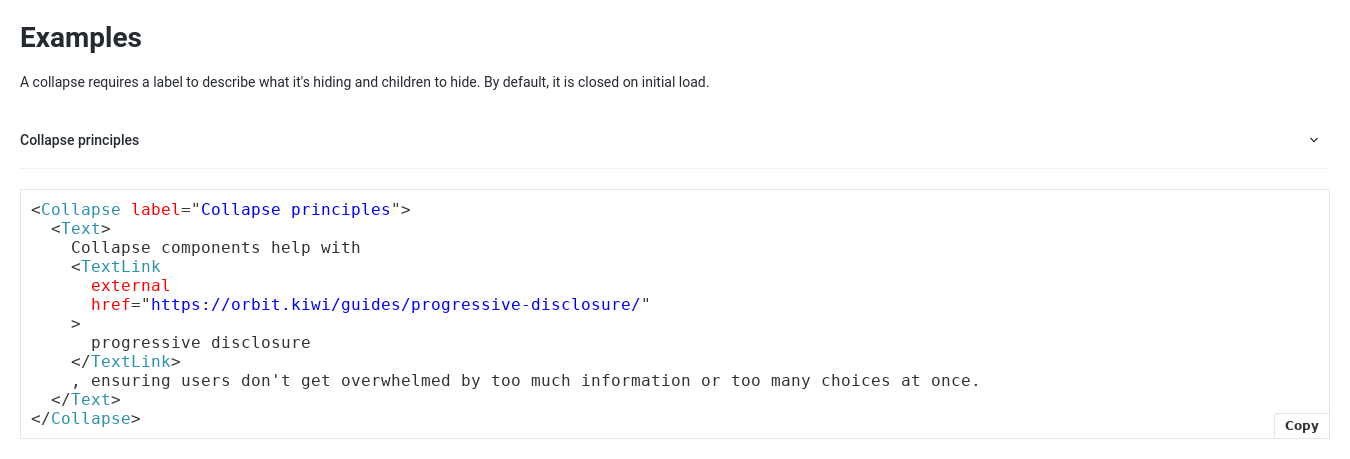 Examples
A collapse requires a label to describe what it's hiding and children to hide. By default, it is closed on initial load.
Collapse principles
<Collapse label="Collapse principles">
  <Text>
    Collapse components help with
    <TextLink
      external
      href="https://orbit.kiwi/guides/progressive-disclosure/"
    >
      progressive disclosure
    </TextLink>
    , ensuring users don't get overwhelmed by too much information or too many choices at once.
  </Text>
</Collapse>
Copy